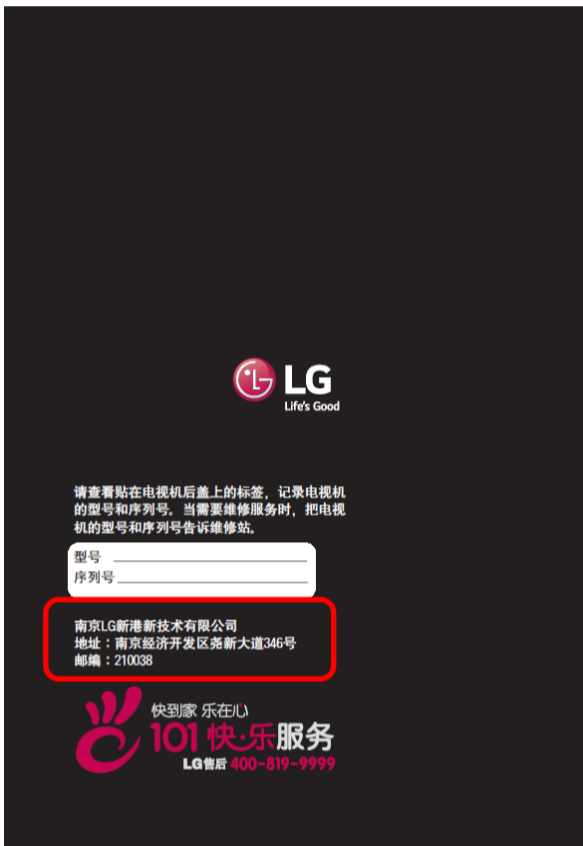 LG
Life's Good
请查看贴在电视机后盖上的标签，记录电视机
的型号和序列号。当需要维修服务时，把电视
机的型号和序列号告诉维修站。
型号
序列号
南京LG新港新技术有限公司
地址：南京经济开发区尧新大道346号
邮编：210038
快到家 乐在心
101 快·乐服务
LG售后 400-819-9999